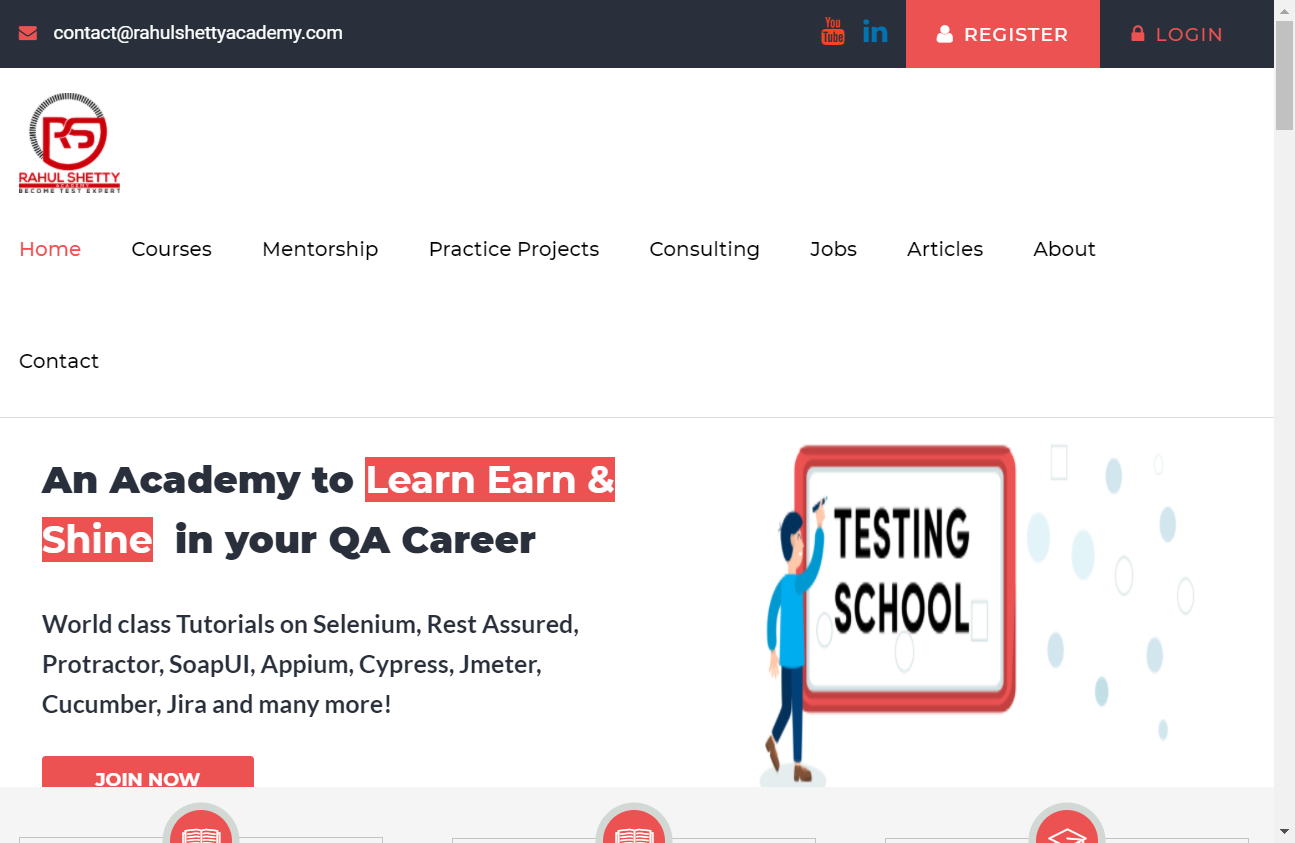 contact@rahulshettyacademy.com
You
Tube
in
REGISTER
LOGIN
RS
RAHUL SHETTY
ACADEMY
BECOME TEST EXPERT
Home Courses Mentorship Practice Projects Consulting Jobs Articles About
Contact
An Academy to Learn Earn &
Shine in your QA Career
World class Tutorials on Selenium, Rest Assured,
Protractor, SoapUI, Appium, Cypress, Jmeter,
Cucumber, Jira and many more!
JOIN NOW
TESTING
SCHOOL